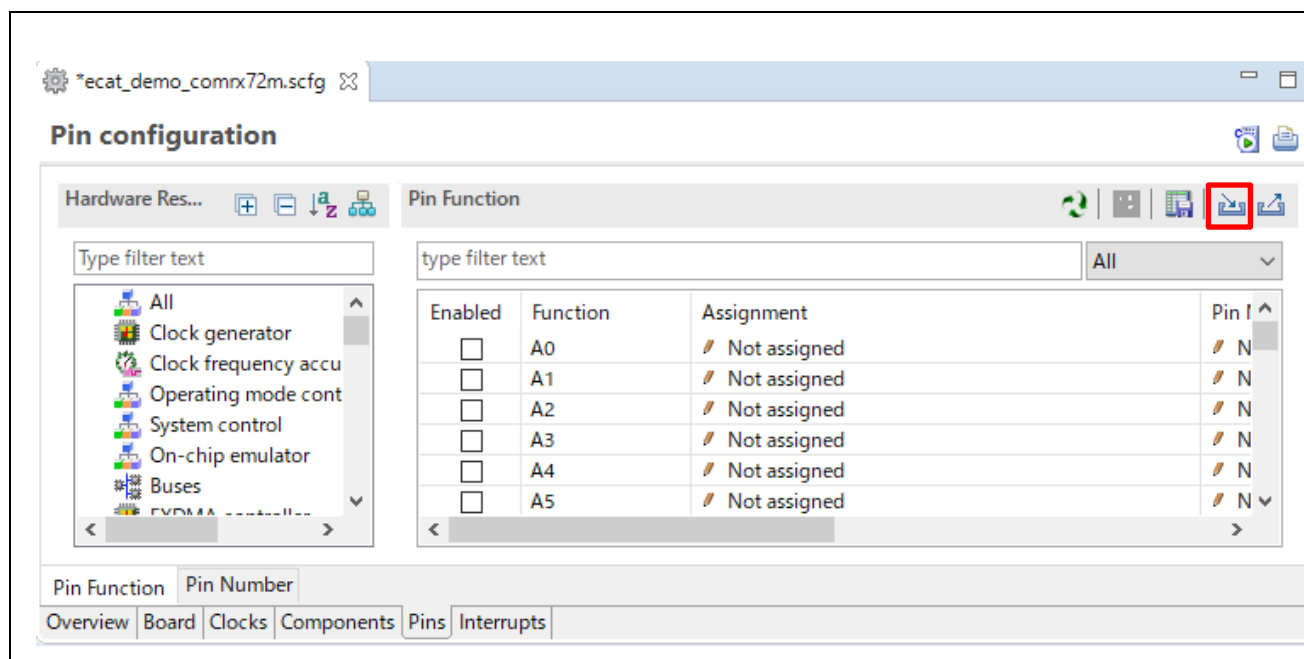 *ecat_demo_comrx72m.scfg
Pin configuration
Hardware Res...
Pin Function
Type filter text
type filter text
All
All
Clock generator
Clock frequency accu
Operating mode cont
System control
On-chip emulator
Buses
Enabled Function Assignment Pin
A0 Not assigned N
A1 Not assigned N
A2 Not assigned N
A3 Not assigned N
A4 Not assigned N
A5 Not assigned N
Pin Function Pin Number
Overview Board Clocks Components Pins Interrupts